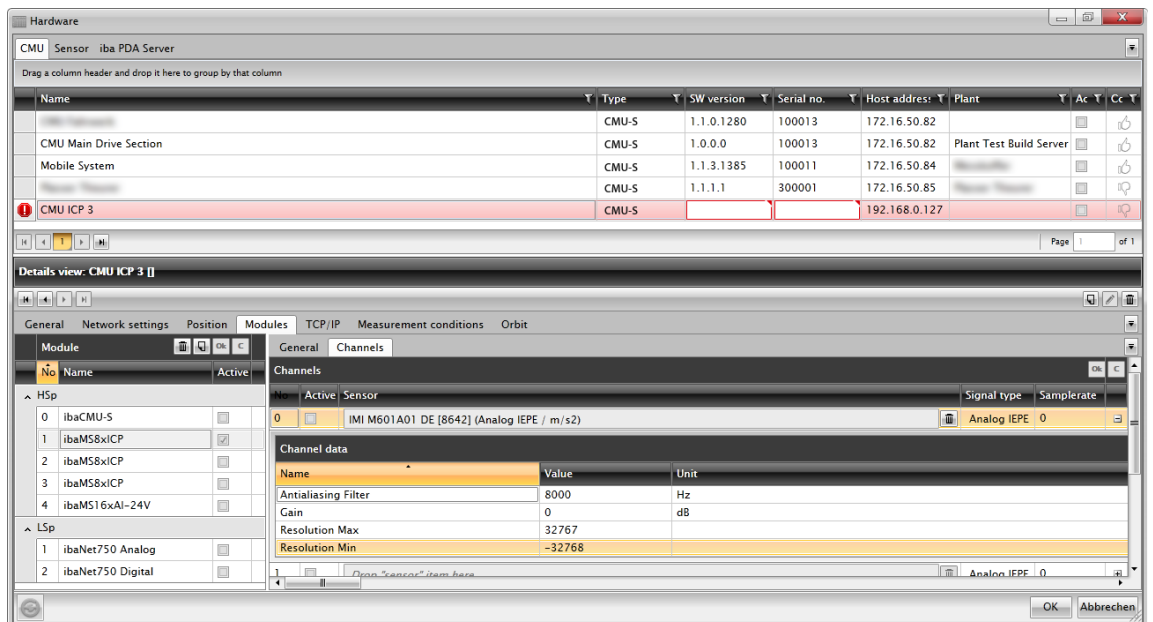 Hardware
CMU Sensor iba PDA Server
Drag a column header and drop it here to group by that column
Name Type SW version Serial no. Host address Plant Ac Cc
CMU-S 1.1.0.1280 100013 172.16.50.82
CMU Main Drive Section CMU-S 1.0.0.0 100013 172.16.50.82 Plant Test Build Server
Mobile System CMU-S 1.1.3.1385 100011 172.16.50.84
CMU-S 1.1.1.1 300001 172.16.50.85
CMU ICP 3 CMU-S 192.168.0.127
1 Page 1 of 1
Details view: CMU ICP 3 []
General Network settings Position Modules TCP/IP Measurement conditions Orbit
Module Ok C General Channels
No Name Active Channels Ok C
HSp No Active Sensor Signal type Samplerate
0 ibaCMU-S 0 IMI M601A01 DE [8642] (Analog IEPE / m/s2) Analog IEPE 0
1 ibaMS8xICP Channel data
2 ibaMS8xICP Name Value Unit
3 ibaMS8xICP Antialiasing Filter 8000 Hz
4 ibaMS16xAI-24V Gain 0 dB
LSp Resolution Max 32767
1 ibaNet750 Analog Resolution Min -32768
2 ibaNet750 Digital 1 Drop "sensor" item here Analog IEPE 0
OK Abbrechen